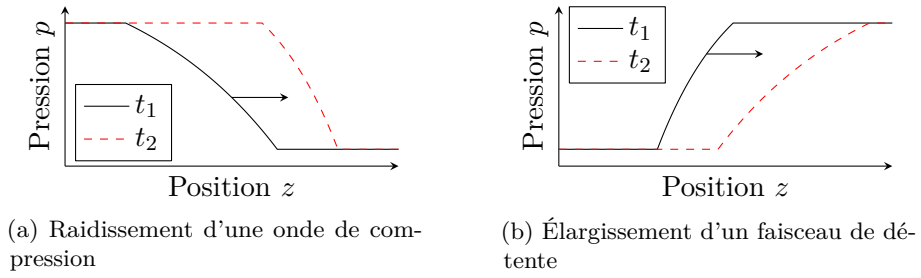 Pression p
t₁
t₂
Position z
(a) Raidissement d'une onde de com-
pression
Pression p
t₁
t₂
Position z
(b) Élargissement d'un faisceau de dé-
tente